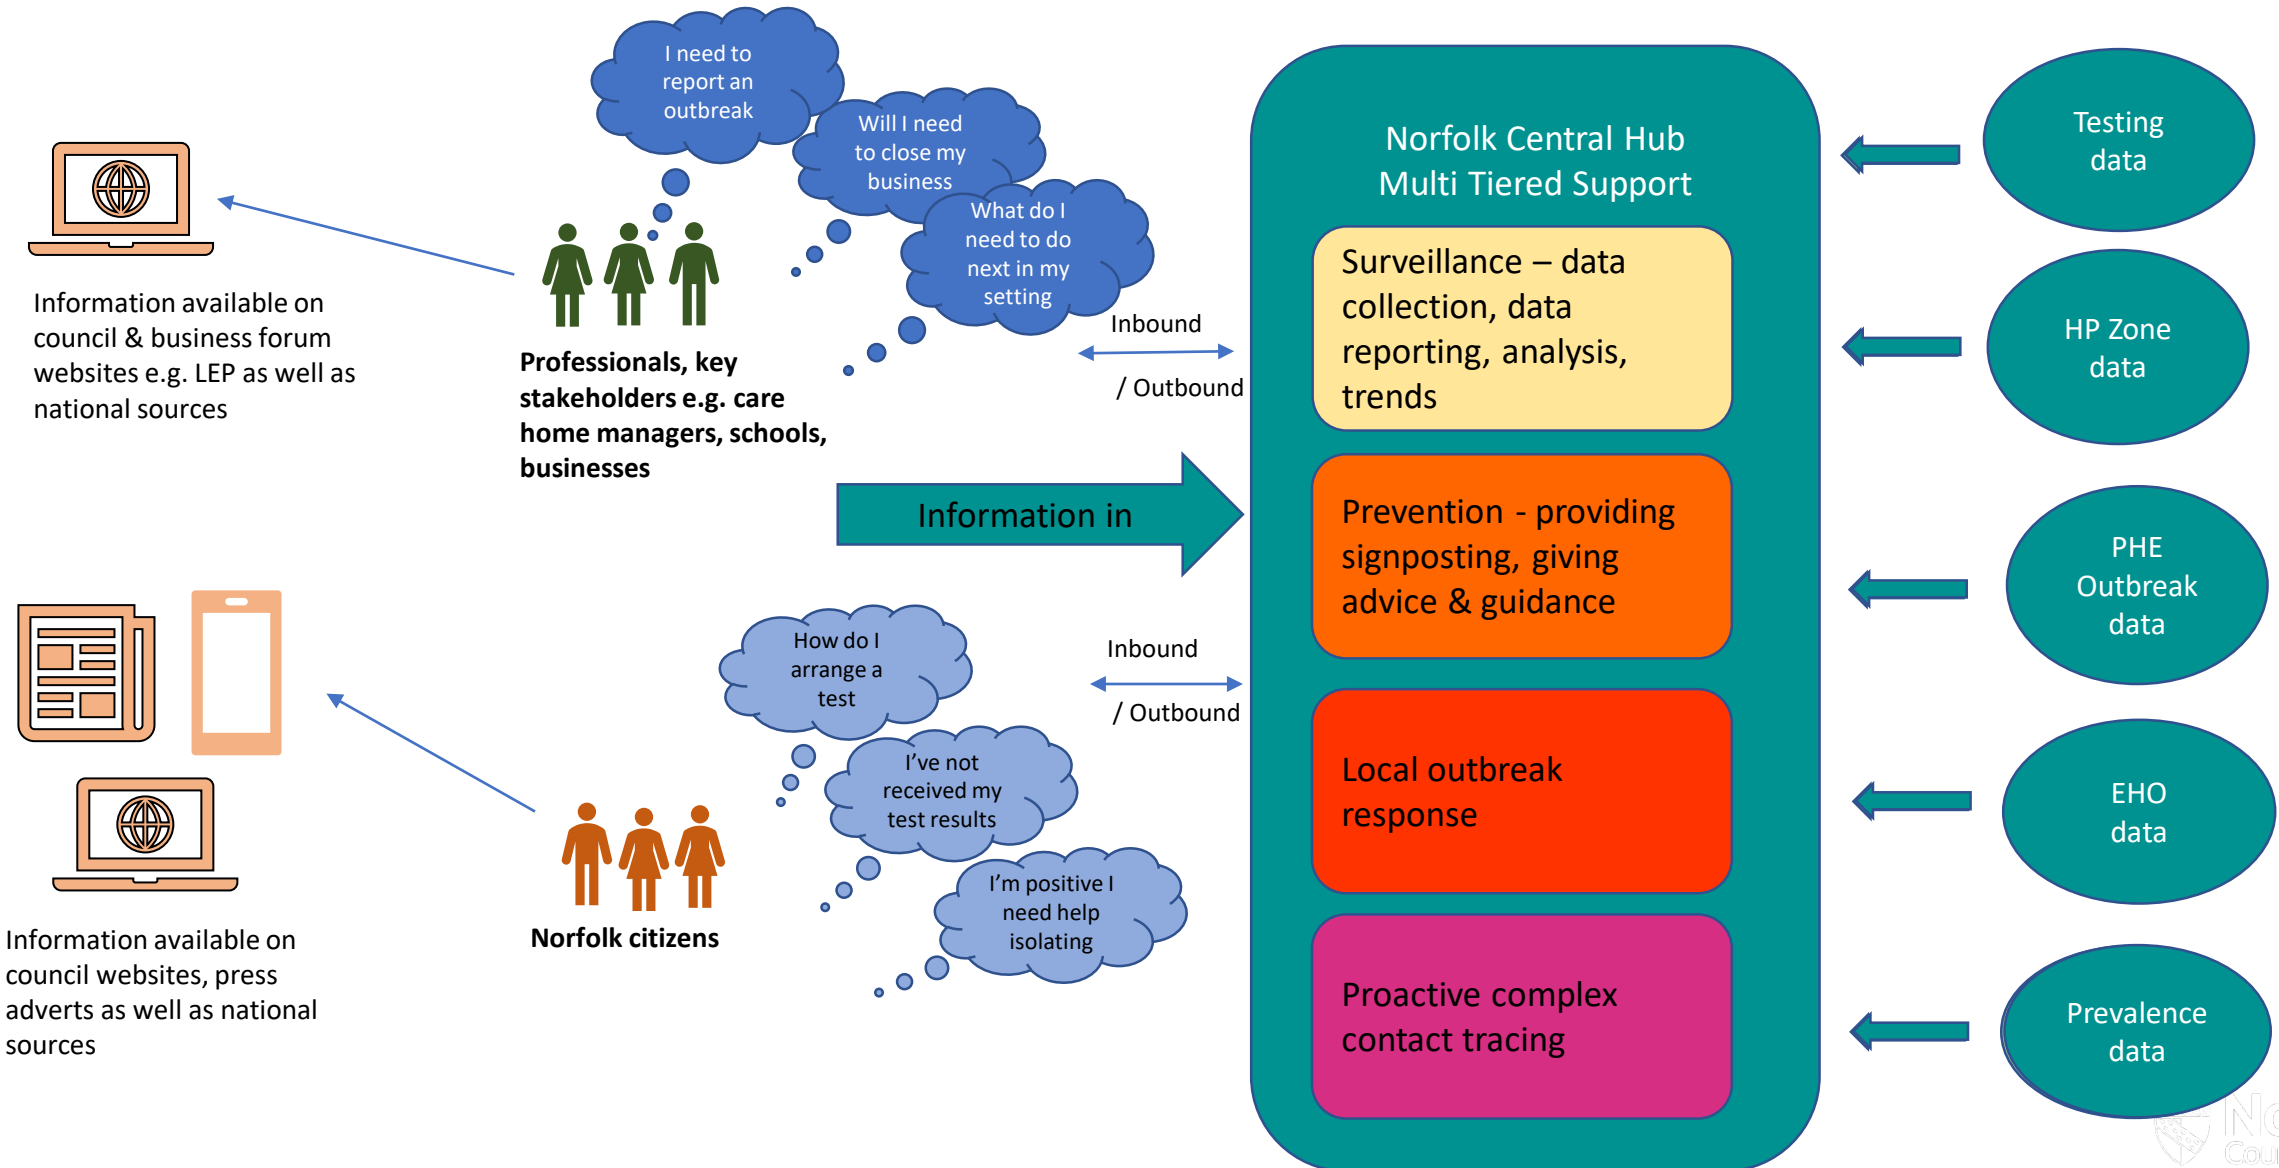 I need to
report an
outbreak
Will I need
to close my
business
What do I
need to do
next in my
setting
Information available on
council & business forum
websites e.g. LEP as well as
national sources
Professionals, key
stakeholders e.g. care
home managers, schools,
businesses
Inbound
/ Outbound
Information in
How do I
arrange a
test
I've not
received my
test results
I'm positive I
need help
isolating
Inbound
/ Outbound
Norfolk citizens
Information available on
council websites, press
adverts as well as national
sources
Norfolk Central Hub
Multi Tiered Support
Surveillance – data
collection, data
reporting, analysis,
trends
Prevention - providing
signposting, giving
advice & guidance
Local outbreak
response
Proactive complex
contact tracing
Testing
data
HP Zone
data
PHE
Outbreak
data
EHO
data
Prevalence
data